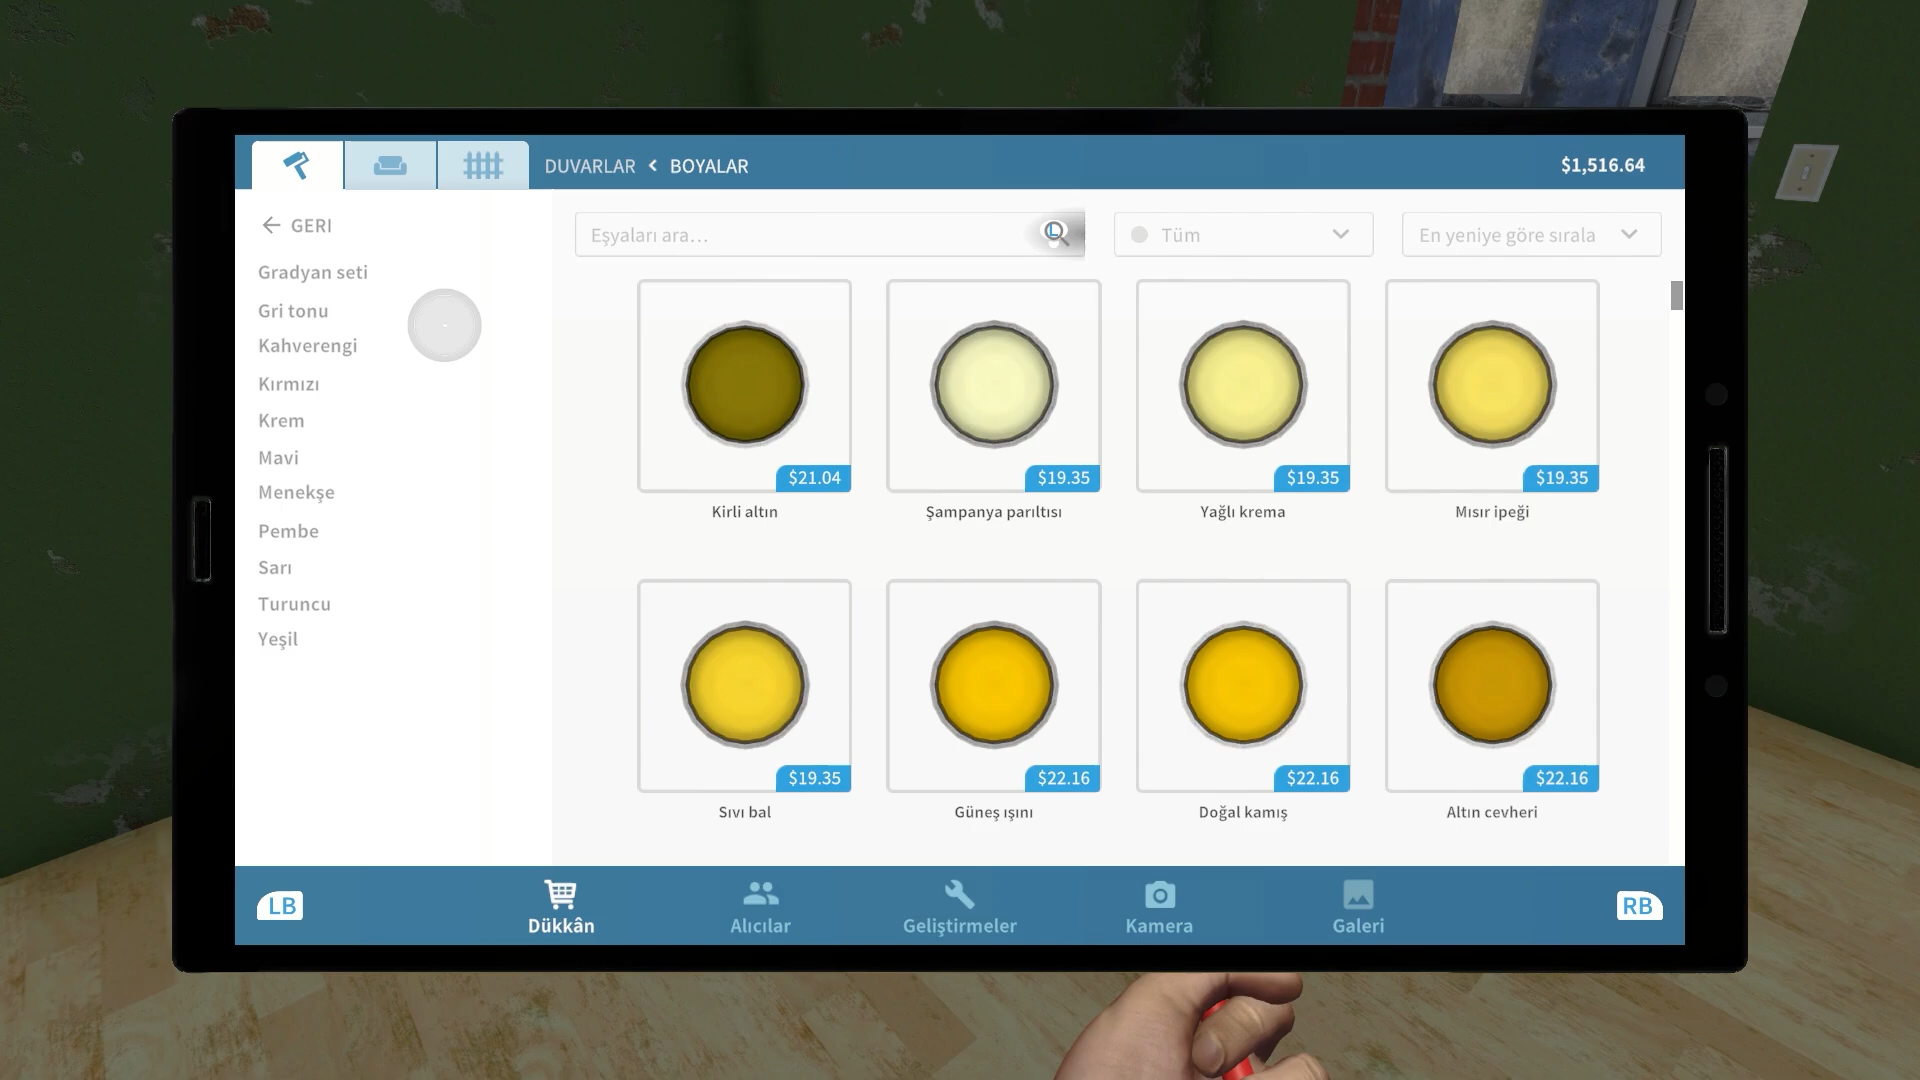 DUVARLAR < BOYALAR
$1,516.64
GERI
Eşyaları ara...
L
Tüm
En yeniye göre sırala
Gradyan seti
Gri tonu
Kahverengi
Kırmızı
Krem
Mavi
Menekşe
Pembe
Sarı
Turuncu
Yeşil
$21.04
$19.35
$19.35
$19.35
Kirli altın
Şampanya parıltısı
Yağlı krema
Mısır ipeği
$19.35
$22.16
$22.16
$22.16
Sıvı bal
Güneş ışını
Doğal kamış
Altın cevheri
LB
Dükkân
Alıcılar
Geliştirmeler
Kamera
Galeri
RB